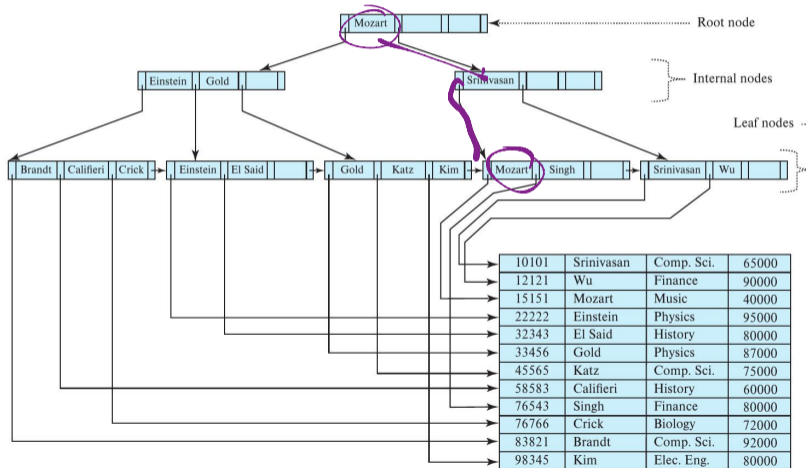 Mozart
Root node
Einstein Gold
Srinivasan
Internal nodes
Leaf nodes
Brandt Califieri Crick Einstein El Said Gold Katz Kim Mozart Singh Srinivasan Wu
10101 Srinivasan Comp. Sci. 65000
12121 Wu Finance 90000
15151 Mozart Music 40000
22222 Einstein Physics 95000
32343 El Said History 80000
33456 Gold Physics 87000
45565 Katz Comp. Sci. 75000
58583 Califieri History 60000
76543 Singh Finance 80000
76766 Crick Biology 72000
83821 Brandt Comp. Sci. 92000
98345 Kim Elec. Eng. 80000